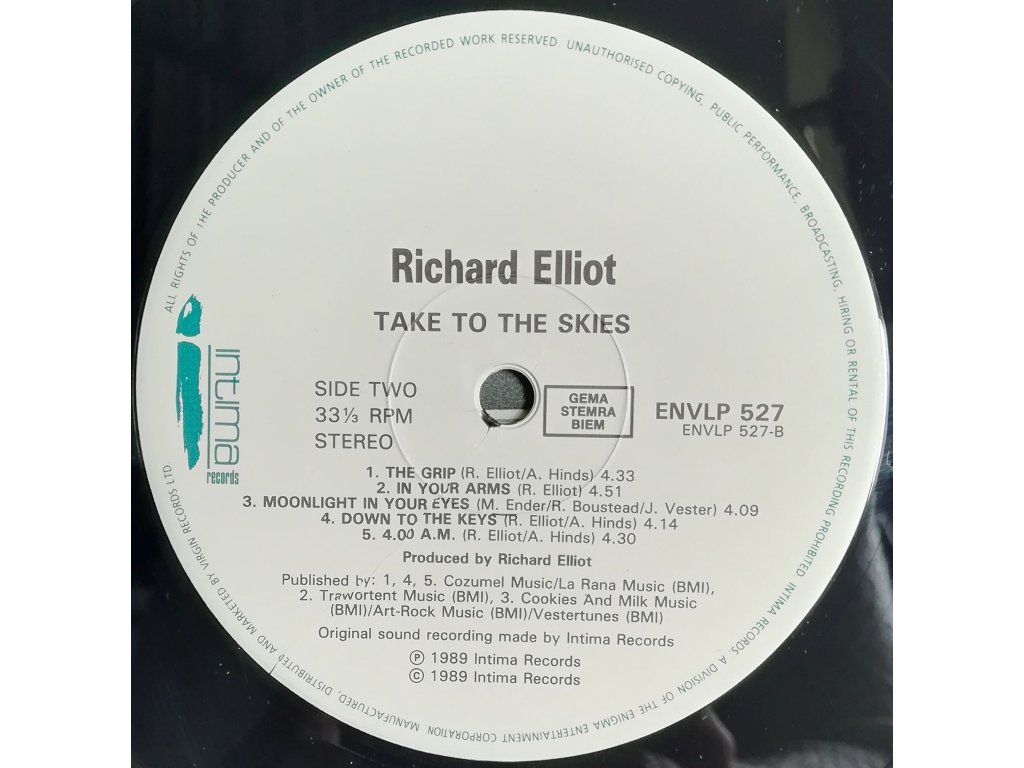 ALL RIGHTS OF THE PRODUCER AND OF THE OWNER OF THE RECORDED WORK RESERVED. UNAUTHORISED COPYING, PUBLIC PERFORMANCE, BROADCASTING, HIRING OR RENTAL OF THIS RECORDING PROHIBITED. INTIMA RECORDS, A DIVISION OF THE ENIGMA ENTERTAINMENT CORPORATION. MANUFACTURED, DISTRIBUTED AND MARKETED BY VIRGIN RECORDS LTD.
Richard Elliot
TAKE TO THE SKIES
intima
records
SIDE TWO
33⅓ RPM
STEREO
GEMA
STEMRA
BIEM
ENVLP 527
ENVLP 527-B
1. THE GRIP (R. Elliot/A. Hinds) 4.33
2. IN YOUR ARMS (R. Elliot) 4.51
3. MOONLIGHT IN YOUR EYES (M. Ender/R. Boustead/J. Vester) 4.09
4. DOWN TO THE KEYS (R. Elliot/A. Hinds) 4.14
5. 4.00 A.M. (R. Elliot/A. Hinds) 4.30
Produced by Richard Elliot
Published by: 1, 4, 5. Cozumel Music/La Rana Music (BMI),
2. Trawortent Music (BMI), 3. Cookies And Milk Music
(BMI)/Art-Rock Music (BMI)/Vestertunes (BMI)
Original sound recording made by Intima Records
℗ 1989 Intima Records
© 1989 Intima Records